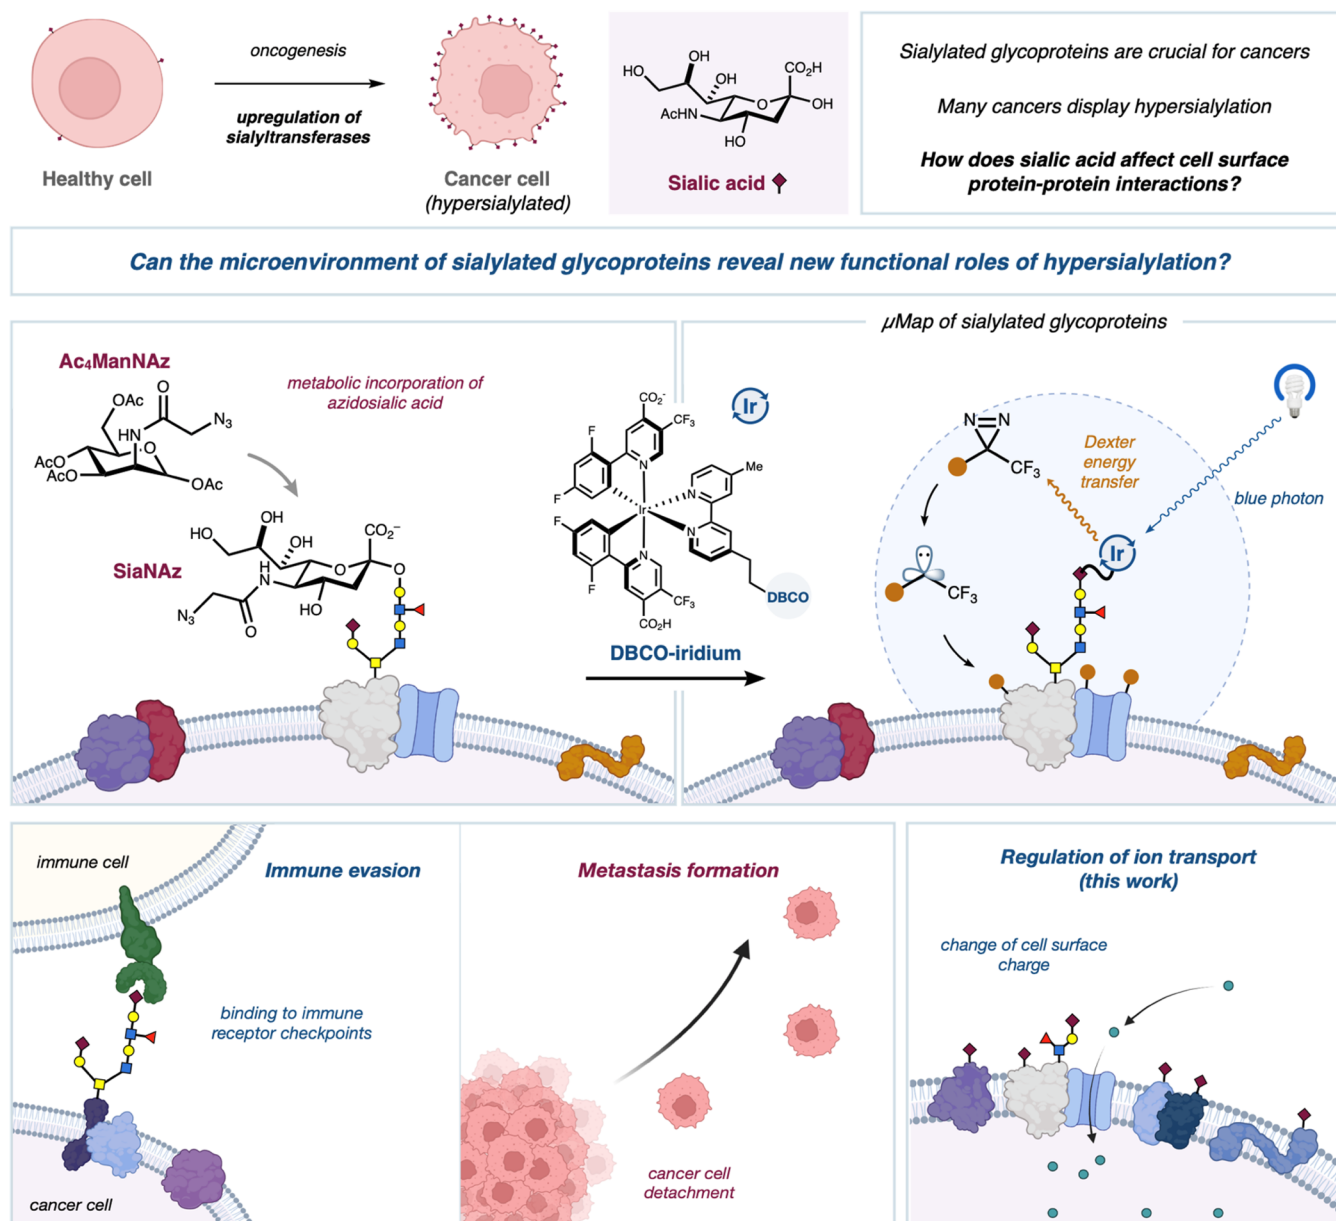 oncogenesis
upregulation of
sialyltransferases
Healthy cell
Cancer cell
(hypersialylated)
OH
HO
OH
CO₂H
O
OH
AcHN
HO
Sialic acid
Sialylated glycoproteins are crucial for cancers
Many cancers display hypersialylation
How does sialic acid affect cell surface
protein-protein interactions?
Can the microenvironment of sialylated glycoproteins reveal new functional roles of hypersialylation?
Ac₄ManNAz
OAc
O
N₃
HN
O
AcO
AcO
OAc
metabolic incorporation of
azidosialic acid
SiaNAz
OH
HO
OH
CO₂⁻
H
N
O
O
HO
N₃
O
CO₂⁻
CF₃
F
N
F
Ir
N
Me
F
N
N
F
CF₃
CO₂H
DBCO
Ir
DBCO-iridium
µMap of sialylated glycoproteins
N N
CF₃
Dexter
energy
transfer
blue photon
Ir
CF₃
immune cell
Immune evasion
binding to immune
receptor checkpoints
cancer cell
Metastasis formation
cancer cell
detachment
Regulation of ion transport
(this work)
change of cell surface
charge